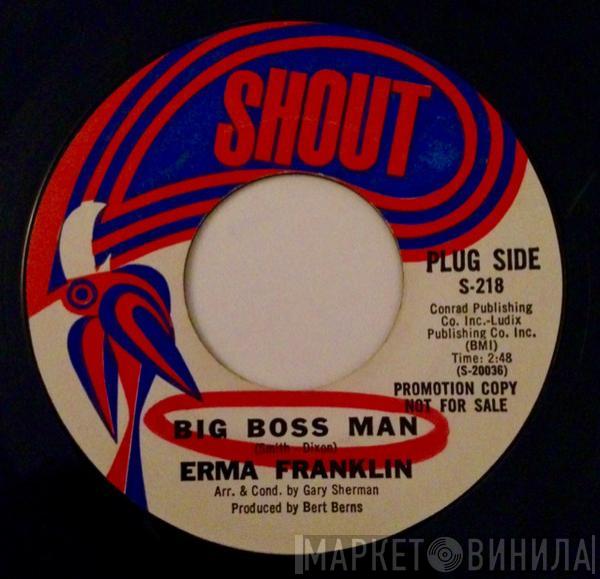 SHOUT
PLUG SIDE
S-218
Conrad Publishing
Co. Inc.-Ludix
Publishing Co. Inc.
(BMI)
Time: 2:48
(S-20036)
PROMOTION COPY
NOT FOR SALE
BIG BOSS MAN
(Smith - Dixon)
ERMA FRANKLIN
Arr. & Cond. by Gary Sherman
Produced by Bert Berns
МАРКЕТ ВИНИЛА